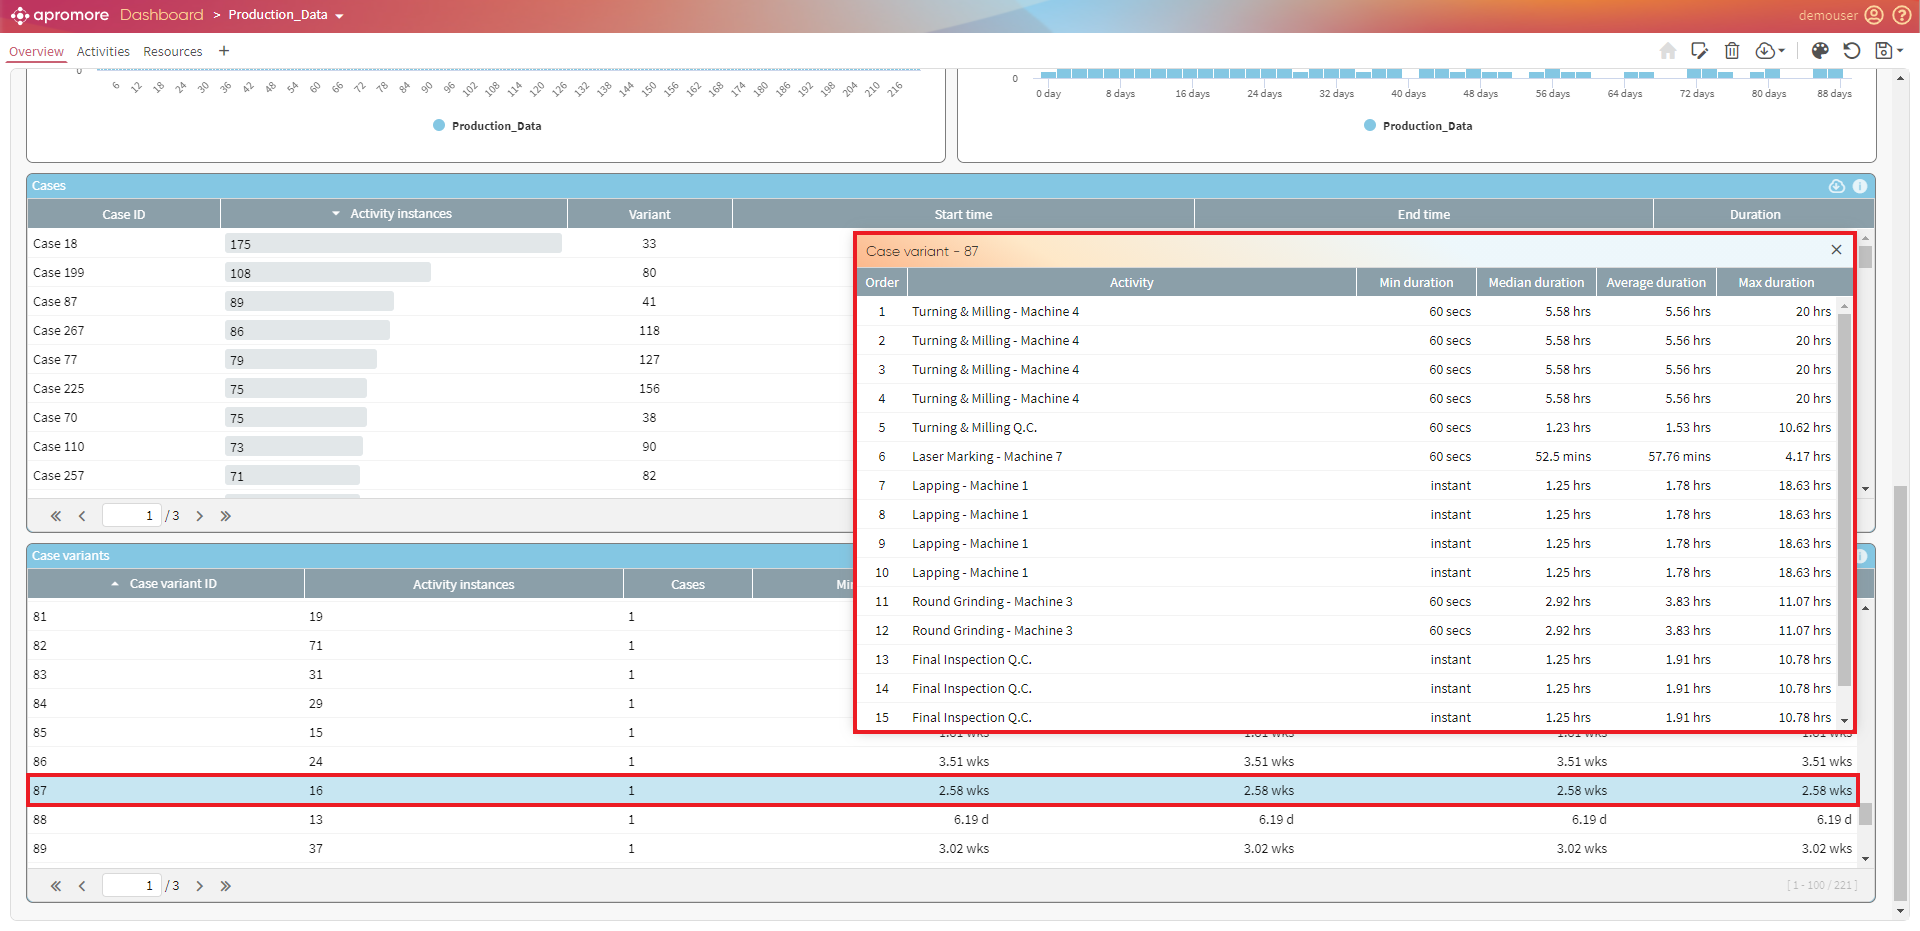 apromore Dashboard > Production_Data
demouser
Overview Activities Resources +
0
6 12 18 24 30 36 42 48 54 60 66 72 78 84 90 96 102 108 114 120 126 132 138 144 150 156 162 168 174 180 186 192 198 204 210 216
Production_Data
0
0 day 8 days 16 days 24 days 32 days 40 days 48 days 56 days 64 days 72 days 80 days 88 days
Production_Data
Cases
Case ID Activity instances Variant Start time End time Duration
Case 18 175 33
Case 199 108 80
Case 87 89 41
Case 267 86 118
Case 77 79 127
Case 225 75 156
Case 70 75 38
Case 110 73 90
Case 257 71 82
1 / 3
Case variant - 87
Order Activity Min duration Median duration Average duration Max duration
1 Turning & Milling - Machine 4 60 secs 5.58 hrs 5.56 hrs 20 hrs
2 Turning & Milling - Machine 4 60 secs 5.58 hrs 5.56 hrs 20 hrs
3 Turning & Milling - Machine 4 60 secs 5.58 hrs 5.56 hrs 20 hrs
4 Turning & Milling - Machine 4 60 secs 5.58 hrs 5.56 hrs 20 hrs
5 Turning & Milling Q.C. 60 secs 1.23 hrs 1.53 hrs 10.62 hrs
6 Laser Marking - Machine 7 60 secs 52.5 mins 57.76 mins 4.17 hrs
7 Lapping - Machine 1 instant 1.25 hrs 1.78 hrs 18.63 hrs
8 Lapping - Machine 1 instant 1.25 hrs 1.78 hrs 18.63 hrs
9 Lapping - Machine 1 instant 1.25 hrs 1.78 hrs 18.63 hrs
10 Lapping - Machine 1 instant 1.25 hrs 1.78 hrs 18.63 hrs
11 Round Grinding - Machine 3 60 secs 2.92 hrs 3.83 hrs 11.07 hrs
12 Round Grinding - Machine 3 60 secs 2.92 hrs 3.83 hrs 11.07 hrs
13 Final Inspection Q.C. instant 1.25 hrs 1.91 hrs 10.78 hrs
14 Final Inspection Q.C. instant 1.25 hrs 1.91 hrs 10.78 hrs
15 Final Inspection Q.C. instant 1.25 hrs 1.91 hrs 10.78 hrs
Case variants
Case variant ID Activity instances Cases
81 19 1
82 71 1
83 31 1
84 29 1
85 15 1
86 24 1 3.51 wks 3.51 wks 3.51 wks 3.51 wks
87 16 1 2.58 wks 2.58 wks 2.58 wks 2.58 wks
88 13 1 6.19 d 6.19 d 6.19 d 6.19 d
89 37 1 3.02 wks 3.02 wks 3.02 wks 3.02 wks
1 / 3
[ 1 - 100 / 221 ]